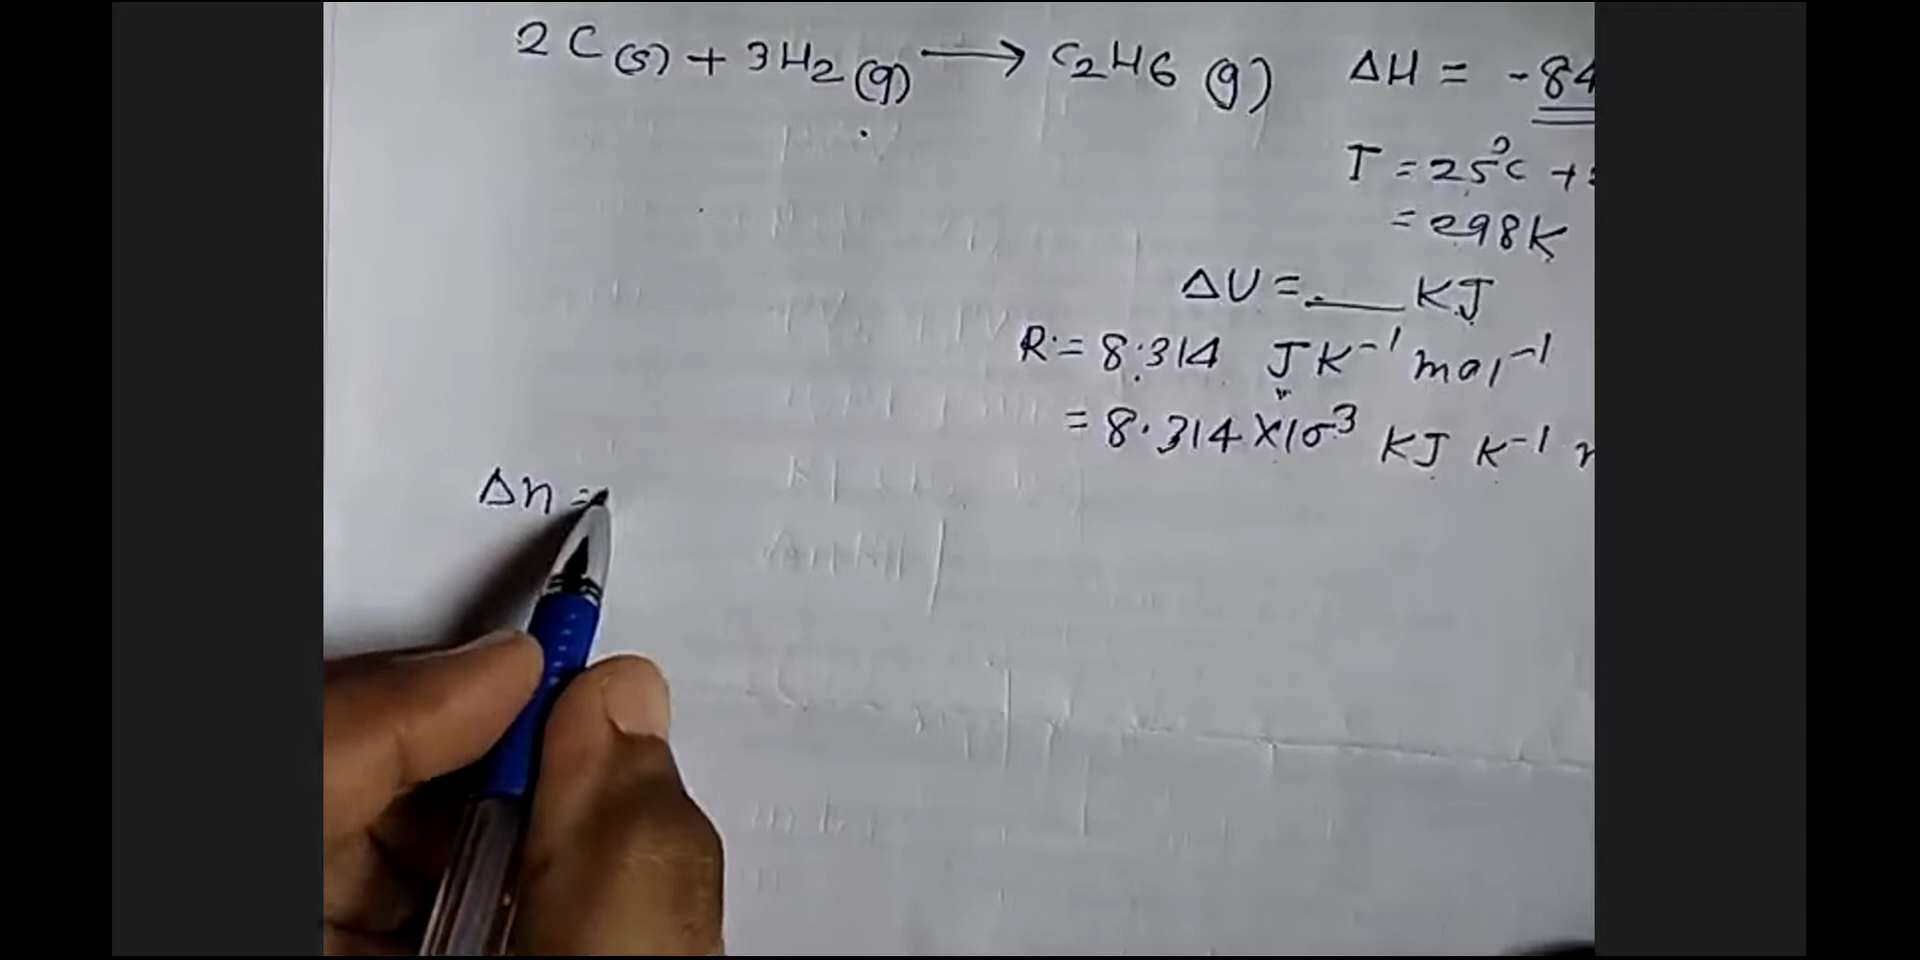 2C(s) + 3H2(g) → C2H6 (g) ΔH = -84
T = 25°C +
= 298K
ΔU = ___ KJ
R = 8.314 J K⁻¹ mol⁻¹
= 8.314 × 10⁻³ KJ K⁻¹
Δn =